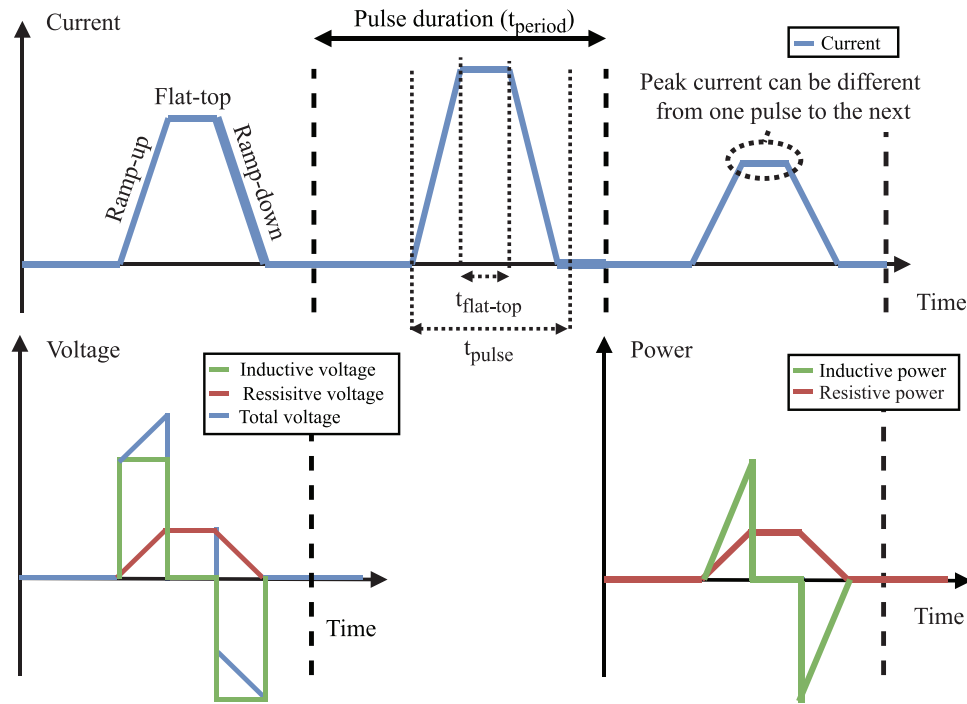 Current
Pulse duration (tperiod)
Current
Flat-top
Ramp-up
Ramp-down
Peak current can be different
from one pulse to the next
tflat-top
tpulse
Time
Voltage
Inductive voltage
Ressisitve voltage
Total voltage
Time
Power
Inductive power
Resistive power
Time